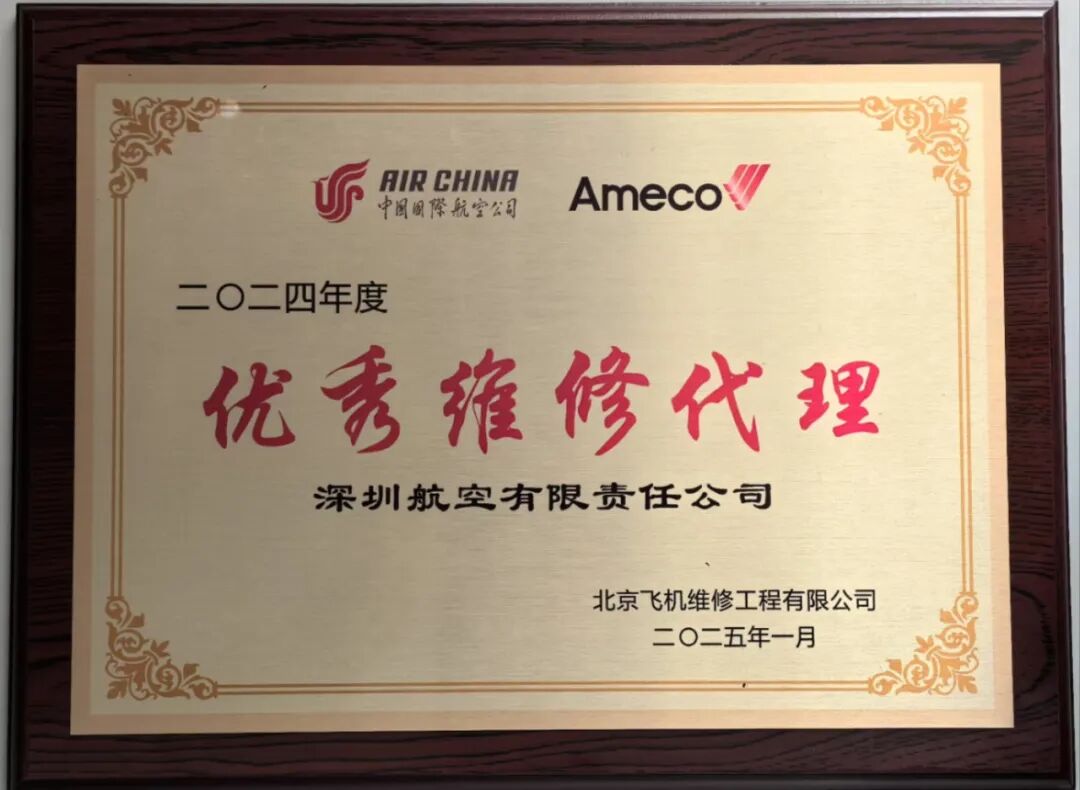 AIR CHINA Ameco
中国国際航空公司
二〇二四年度
优秀维修代理
深圳航空有限责任公司
北京飞机维修工程有限公司
二〇二五年一月